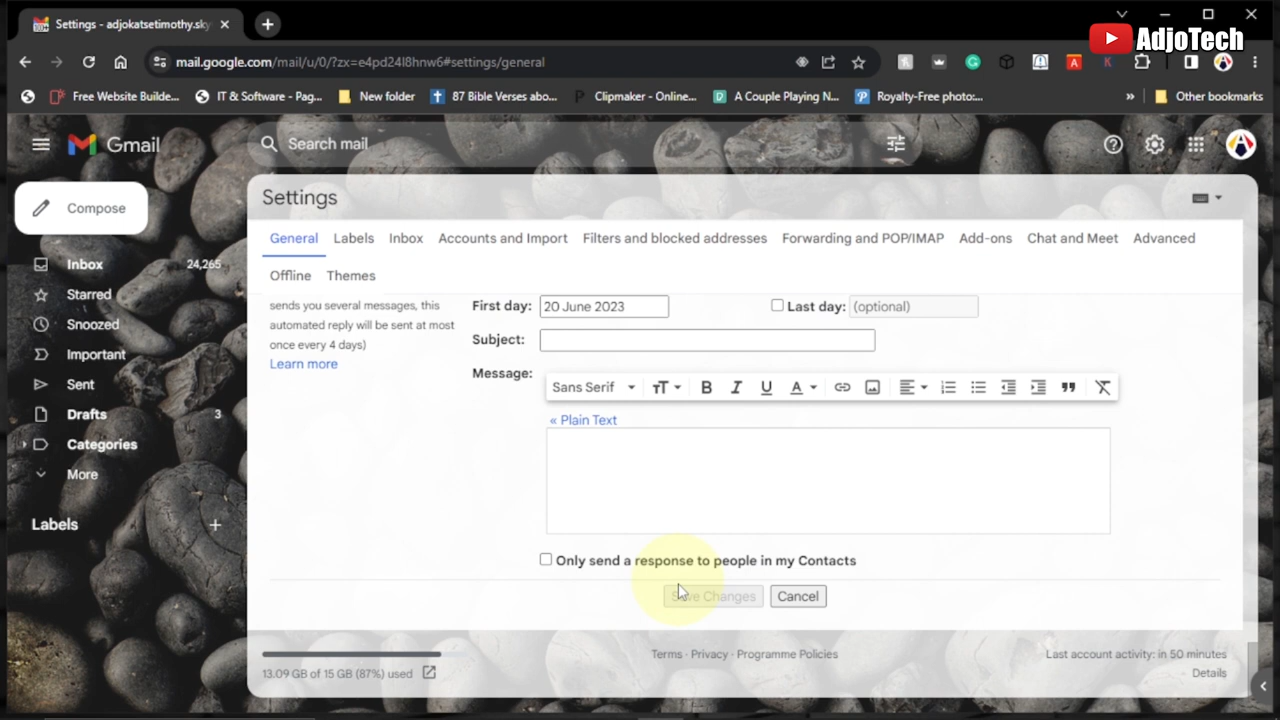 Settings - adjokatsetimothy.sky
AdjoTech
mail.google.com/mail/u/0/?zx=e4pd24l8hnw6#settings/general
Free Website Builde...
IT & Software - Pag...
New folder
87 Bible Verses abo...
Clipmaker - Online...
A Couple Playing N...
Royalty-Free photo:...
»
Other bookmarks
Gmail
Search mail
Compose
Settings
General
Labels
Inbox
Accounts and Import
Filters and blocked addresses
Forwarding and POP/IMAP
Add-ons
Chat and Meet
Advanced
Offline
Themes
Inbox 24,265
Starred
Snoozed
Important
Sent
Drafts 3
Categories
More
Labels +
sends you several messages, this
automated reply will be sent at most
once every 4 days)
Learn more
First day: 20 June 2023
Last day: (optional)
Subject:
Message:
Sans Serif
« Plain Text
Only send a response to people in my Contacts
Save Changes
Cancel
13.09 GB of 15 GB (87%) used
Terms · Privacy · Programme Policies
Last account activity: in 50 minutes
Details